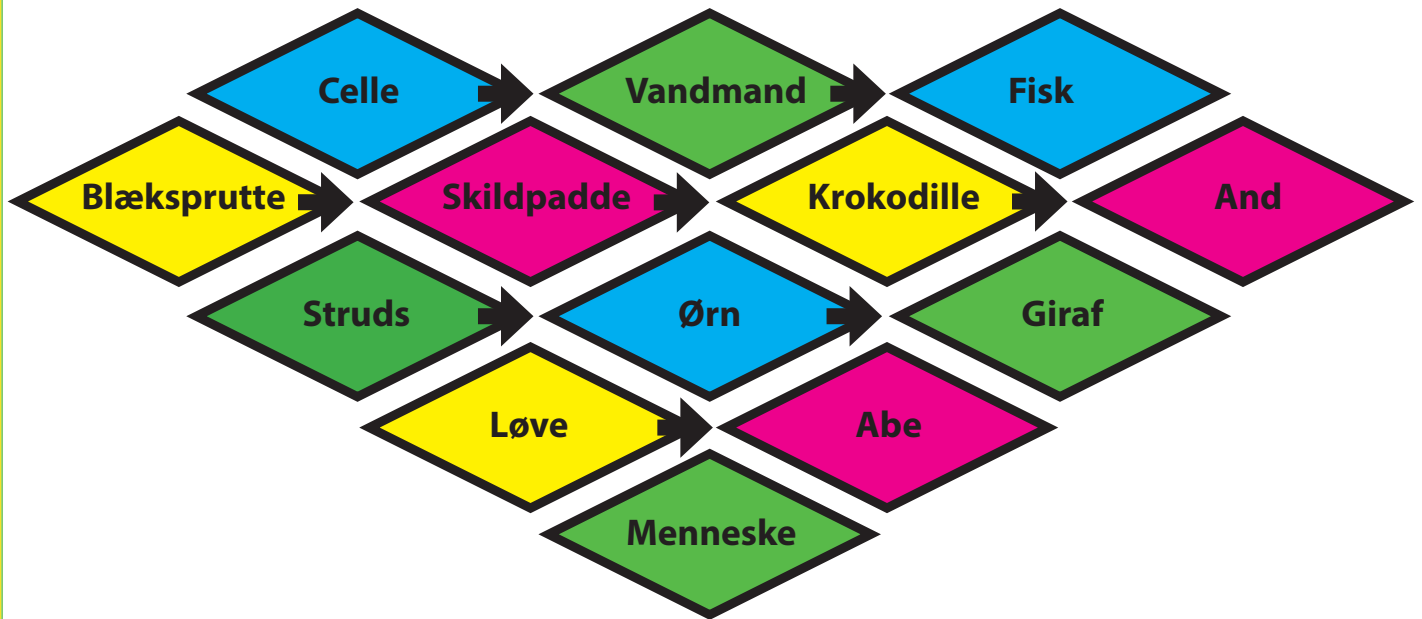 Celle
Vandmand
Fisk
Blæksprutte
Skildpadde
Krokodille
And
Struds
Ørn
Giraf
Løve
Abe
Menneske